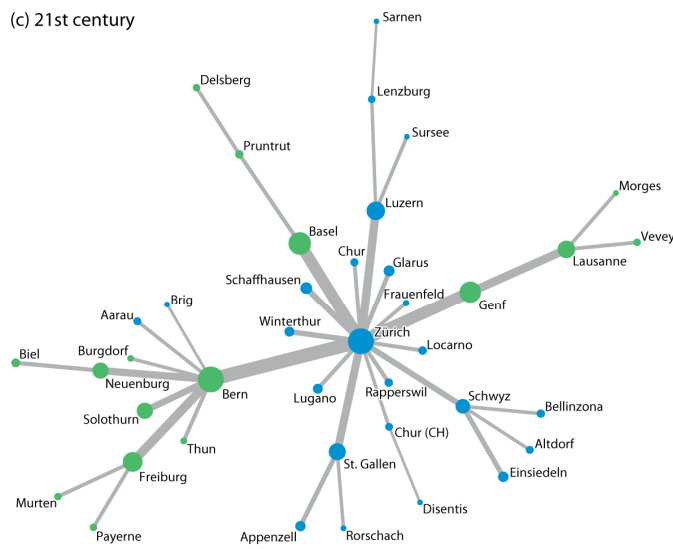 (c) 21st century
Sarnen
Delsberg
Lenzburg
Sursee
Pruntrut
Morges
Luzern
Basel
Vevey
Chur
Glarus
Lausanne
Schaffhausen
Frauenfeld
Genf
Brig
Aarau
Winterthur
Zürich
Locarno
Biel
Burgdorf
Neuenburg
Bern
Lugano
Rapperswil
Schwyz
Bellinzona
Solothurn
Chur (CH)
Altdorf
Thun
St. Gallen
Freiburg
Einsiedeln
Murten
Disentis
Payerne
Appenzell
Rorschach